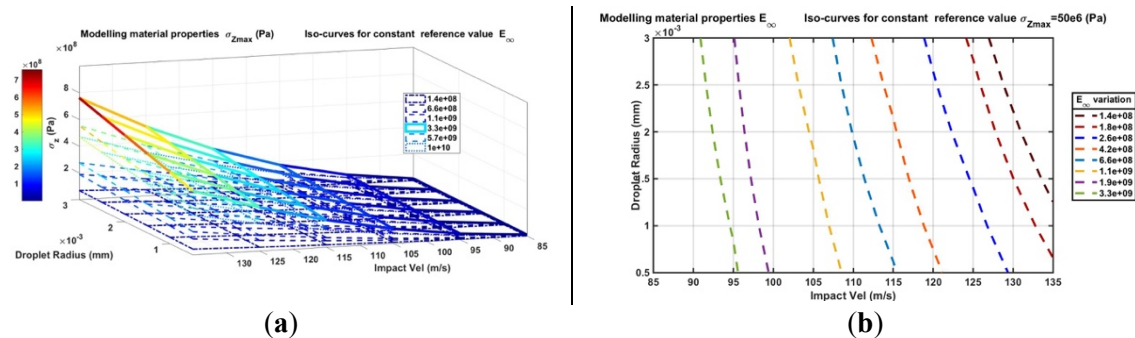 (a)
Modelling material properties σZmax (Pa) Iso-curves for constant reference value E∞
×10⁸
7
6
5
4
3
2
1
×10⁸
8
6
4
2
σz (Pa)
1.4e+08
6.6e+08
1.1e+09
3.3e+09
5.7e+09
1e+10
3
2
1
×10⁻³
Droplet Radius (mm)
130 125 120 115 110 105 100 95 90 85
Impact Vel (m/s)
(b)
Modelling material properties E∞ Iso-curves for constant reference value σZmax=50e6 (Pa)
×10⁻³
3
2.5
2
1.5
1
0.5
Droplet Radius (mm)
85 90 95 100 105 110 115 120 125 130 135
Impact Vel (m/s)
E∞ variation
1.4e+08
1.8e+08
2.6e+08
4.2e+08
6.6e+08
1.1e+09
1.9e+09
3.3e+09
(a)
(b)